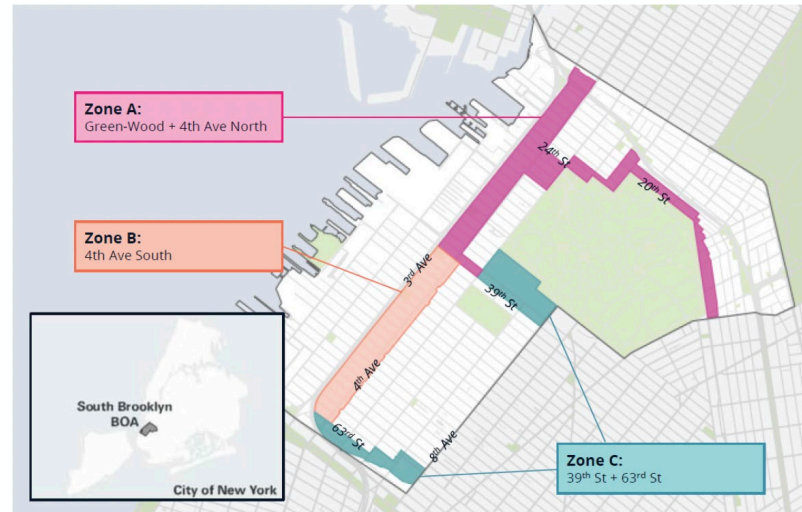 Zone A:
Green-Wood + 4th Ave North
24th St
20th St
Zone B:
4th Ave South
3rd Ave
39th St
4th Ave
63rd St
8th Ave
South Brooklyn
BOA
City of New York
Zone C:
39th St + 63rd St